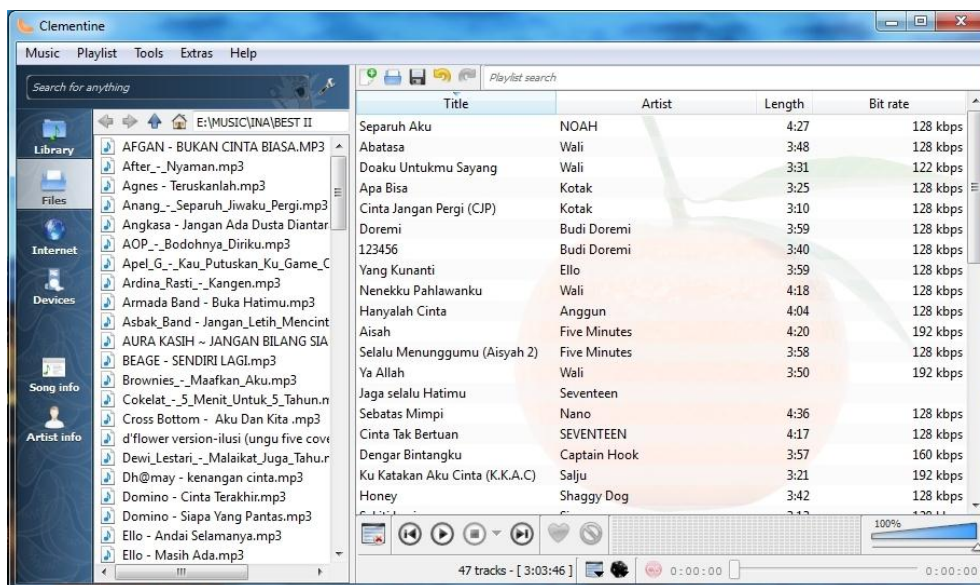 Clementine
Music Playlist Tools Extras Help
Search for anything
Library
Files
Internet
Devices
Song info
Artist info
E:\MUSIC\INA\BEST II
AFGAN - BUKAN CINTA BIASA.MP3
After_-_Nyaman.mp3
Agnes - Teruskanlah.mp3
Anang_-_Separuh_Jiwaku_Pergi.mp3
Angkasa - Jangan Ada Dusta Diantar
AOP_-_Bodohnya_Diriku.mp3
Apel_G_-_Kau_Putuskan_Ku_Game_C
Ardina_Rasti_-_Kangen.mp3
Armada Band - Buka Hatimu.mp3
Asbak_Band - Jangan_Letih_Mencint
AURA KASIH ~ JANGAN BILANG SIA
BEAGE - SENDIRI LAGI.mp3
Brownies_-_Maafkan_Aku.mp3
Cokelat_-_5_Menit_Untuk_5_Tahun.m
Cross Bottom - Aku Dan Kita .mp3
d'flower version-ilusi (ungu five cove
Dewi_Lestari_-_Malaikat_Juga_Tahu.r
Dh@may - kenangan cinta.mp3
Domino - Cinta Terakhir.mp3
Domino - Siapa Yang Pantas.mp3
Ello - Andai Selamanya.mp3
Ello - Masih Ada.mp3
Playlist search
Title Artist Length Bit rate
Separuh Aku NOAH 4:27 128 kbps
Abatasa Wali 3:48 128 kbps
Doaku Untukmu Sayang Wali 3:31 122 kbps
Apa Bisa Kotak 3:25 128 kbps
Cinta Jangan Pergi (CJP) Kotak 3:10 128 kbps
Doremi Budi Doremi 3:59 128 kbps
123456 Budi Doremi 3:40 128 kbps
Yang Kunanti Ello 3:59 128 kbps
Nenekku Pahlawanku Wali 4:18 128 kbps
Hanyalah Cinta Anggun 4:04 128 kbps
Aisah Five Minutes 4:20 192 kbps
Selalu Menunggumu (Aisyah 2) Five Minutes 3:58 128 kbps
Ya Allah Wali 3:50 192 kbps
Jaga selalu Hatimu Seventeen
Sebatas Mimpi Nano 4:36 128 kbps
Cinta Tak Bertuan SEVENTEEN 4:17 128 kbps
Dengar Bintangku Captain Hook 3:57 160 kbps
Ku Katakan Aku Cinta (K.K.A.C) Salju 3:21 192 kbps
Honey Shaggy Dog 3:42 128 kbps
100%
47 tracks - [ 3:03:46 ]
0:00:00
0:00:00